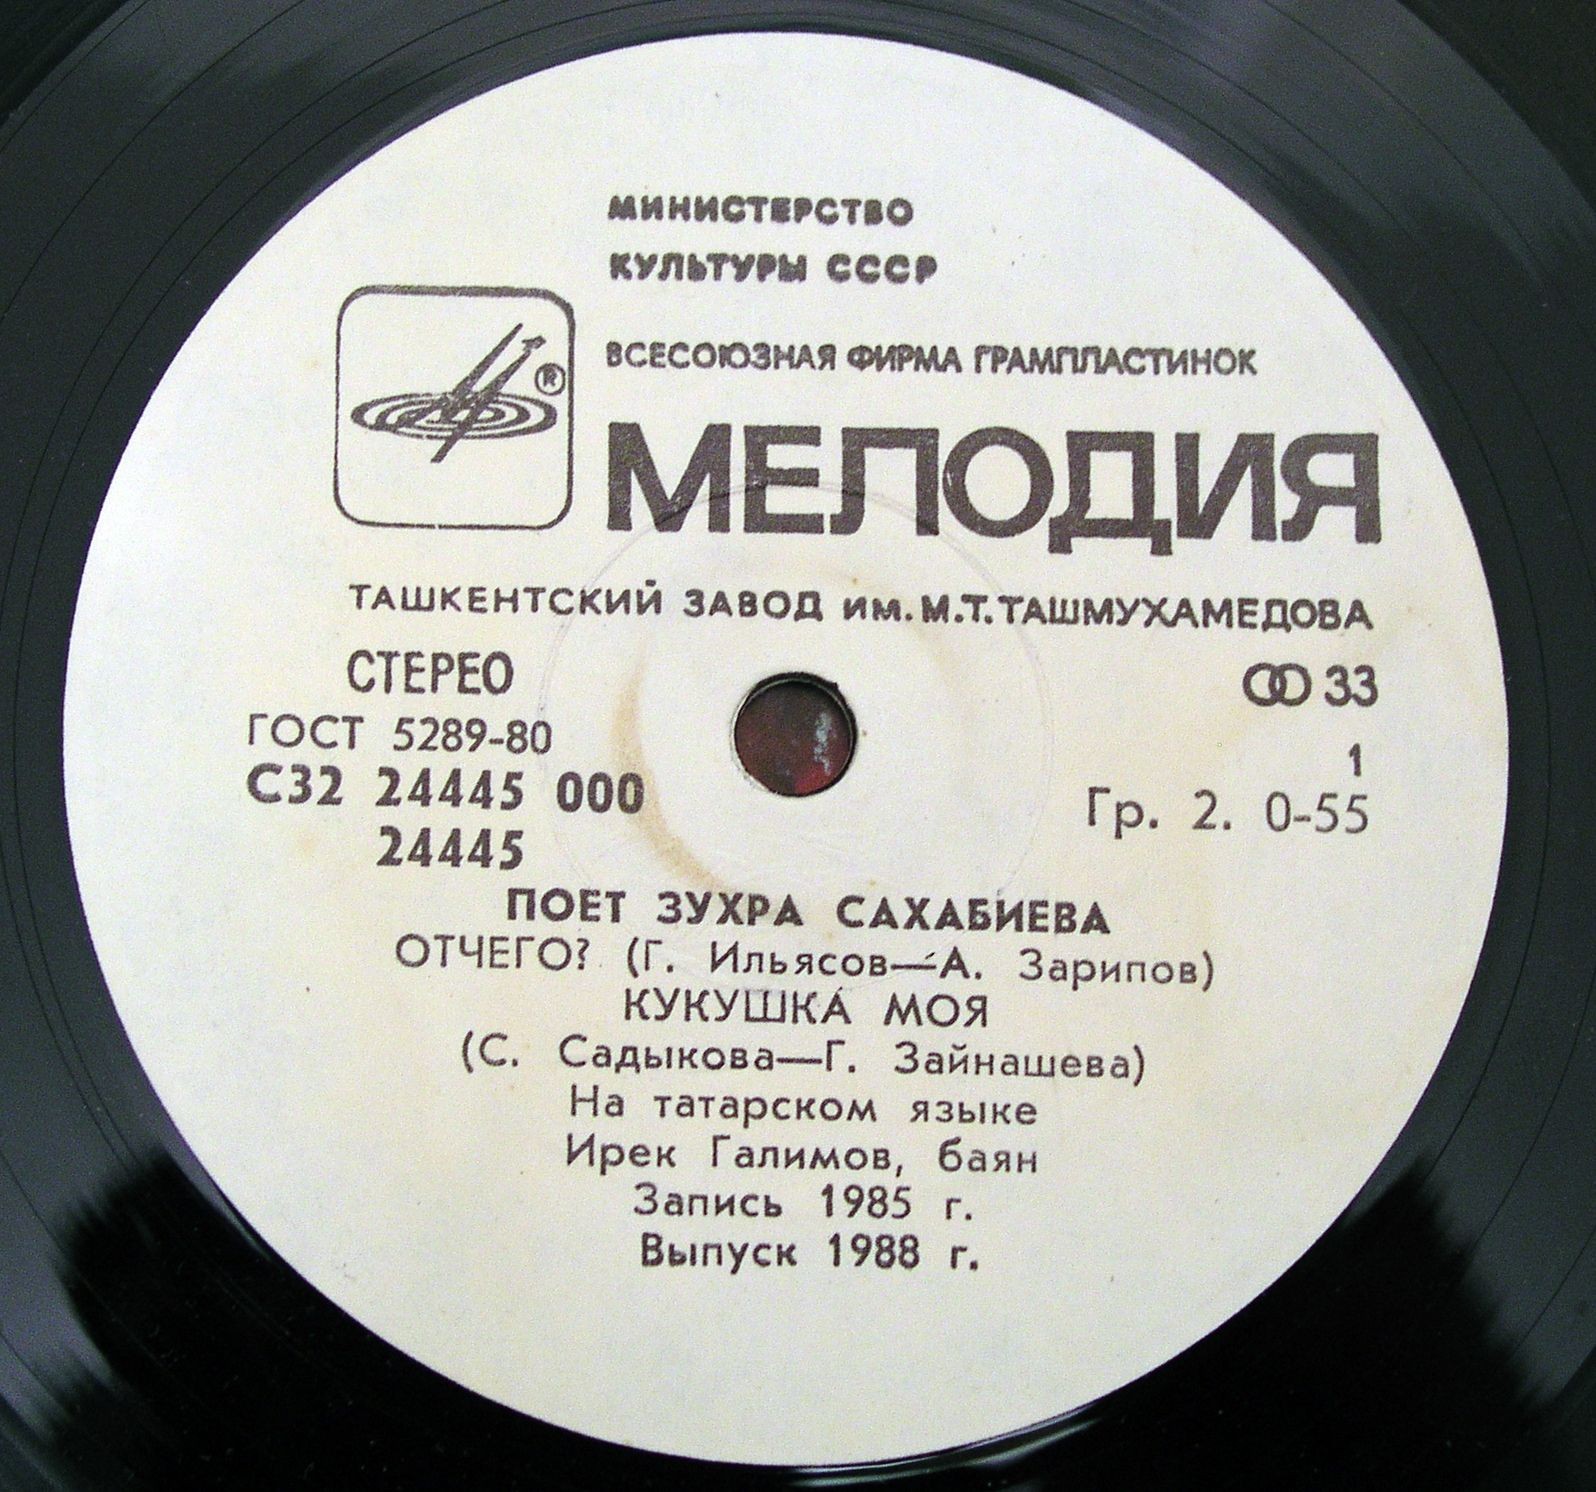 МИНИСТЕРСТВО
КУЛЬТУРЫ СССР
ВСЕСОЮЗНАЯ ФИРМА ГРАМПЛАСТИНОК
®
МЕЛОДИЯ
ТАШКЕНТСКИЙ ЗАВОД ИМ. М.Т. ТАШМУХАМЕДОВА
СТЕРЕО
33
ГОСТ 5289-80
1
С32 24445 000
Гр. 2. 0-55
24445
ПОЕТ ЗУХРА САХАБИЕВА
ОТЧЕГО? (Г. Ильясов—А. Зарипов)
КУКУШКА МОЯ
(С. Садыкова—Г. Зайнашева)
На татарском языке
Ирек Галимов, баян
Запись 1985 г.
Выпуск 1988 г.